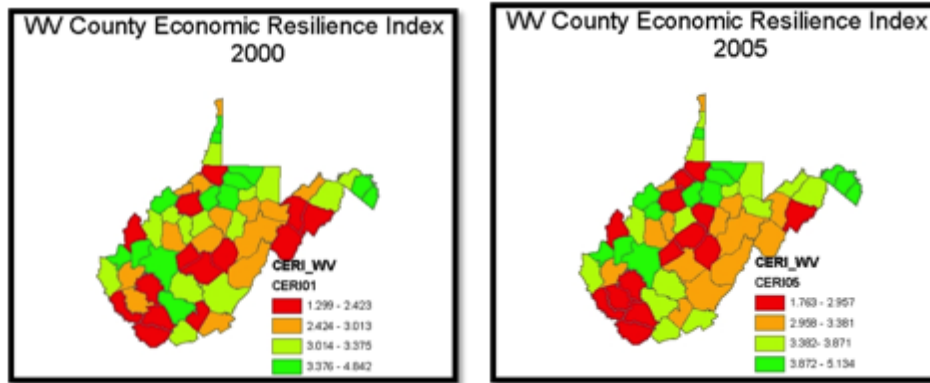 WV County Economic Resilience Index
2000
CERI_WV
CERI01
1.299 - 2.423
2.424 - 3.013
3.014 - 3.375
3.376 - 4.842
WV County Economic Resilience Index
2005
CERI_WV
CERI05
1.763 - 2.957
2.958 - 3.381
3.382 - 3.871
3.872 - 5.134